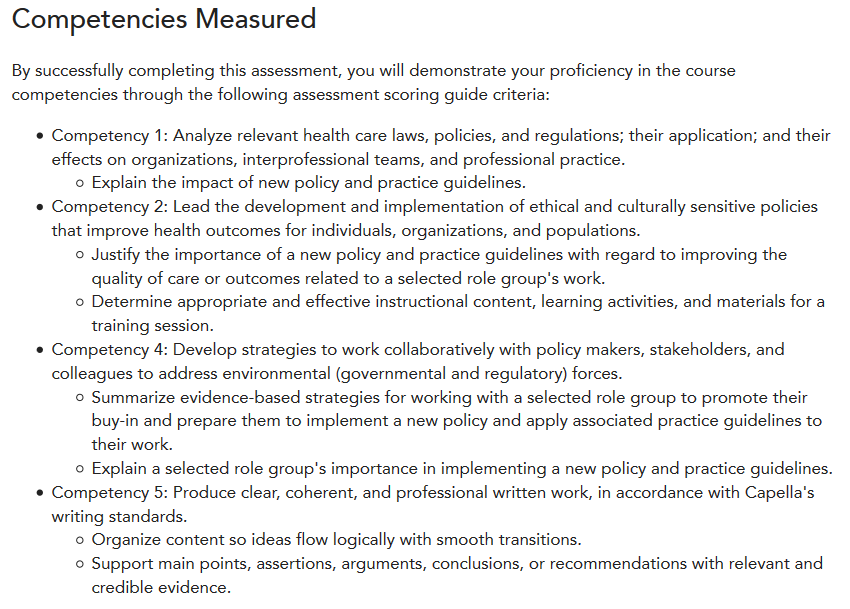 Competencies Measured
By successfully completing this assessment, you will demonstrate your proficiency in the course
competencies through the following assessment scoring guide criteria:
• Competency 1: Analyze relevant health care laws, policies, and regulations; their application; and their
effects on organizations, interprofessional teams, and professional practice.
○ Explain the impact of new policy and practice guidelines.
• Competency 2: Lead the development and implementation of ethical and culturally sensitive policies
that improve health outcomes for individuals, organizations, and populations.
○ Justify the importance of a new policy and practice guidelines with regard to improving the
quality of care or outcomes related to a selected role group's work.
○ Determine appropriate and effective instructional content, learning activities, and materials for a
training session.
• Competency 4: Develop strategies to work collaboratively with policy makers, stakeholders, and
colleagues to address environmental (governmental and regulatory) forces.
○ Summarize evidence-based strategies for working with a selected role group to promote their
buy-in and prepare them to implement a new policy and apply associated practice guidelines to
their work.
○ Explain a selected role group's importance in implementing a new policy and practice guidelines.
• Competency 5: Produce clear, coherent, and professional written work, in accordance with Capella's
writing standards.
○ Organize content so ideas flow logically with smooth transitions.
○ Support main points, assertions, arguments, conclusions, or recommendations with relevant and
credible evidence.